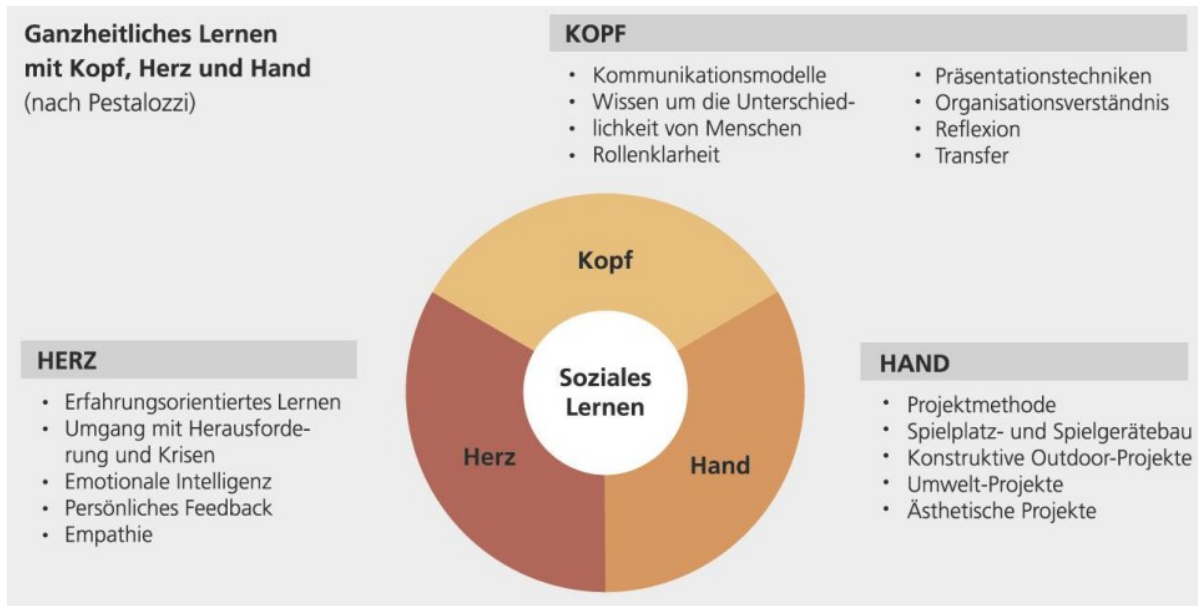 Ganzheitliches Lernen
mit Kopf, Herz und Hand
(nach Pestalozzi)
KOPF
• Kommunikationsmodelle
• Wissen um die Unterschied-
• lichkeit von Menschen
• Rollenklarheit
• Präsentationstechniken
• Organisationsverständnis
• Reflexion
• Transfer
Kopf
Soziales
Lernen
Herz
Hand
HERZ
• Erfahrungsorientiertes Lernen
• Umgang mit Herausforde-
rung und Krisen
• Emotionale Intelligenz
• Persönliches Feedback
• Empathie
HAND
• Projektmethode
• Spielplatz- und Spielgerätebau
• Konstruktive Outdoor-Projekte
• Umwelt-Projekte
• Ästhetische Projekte